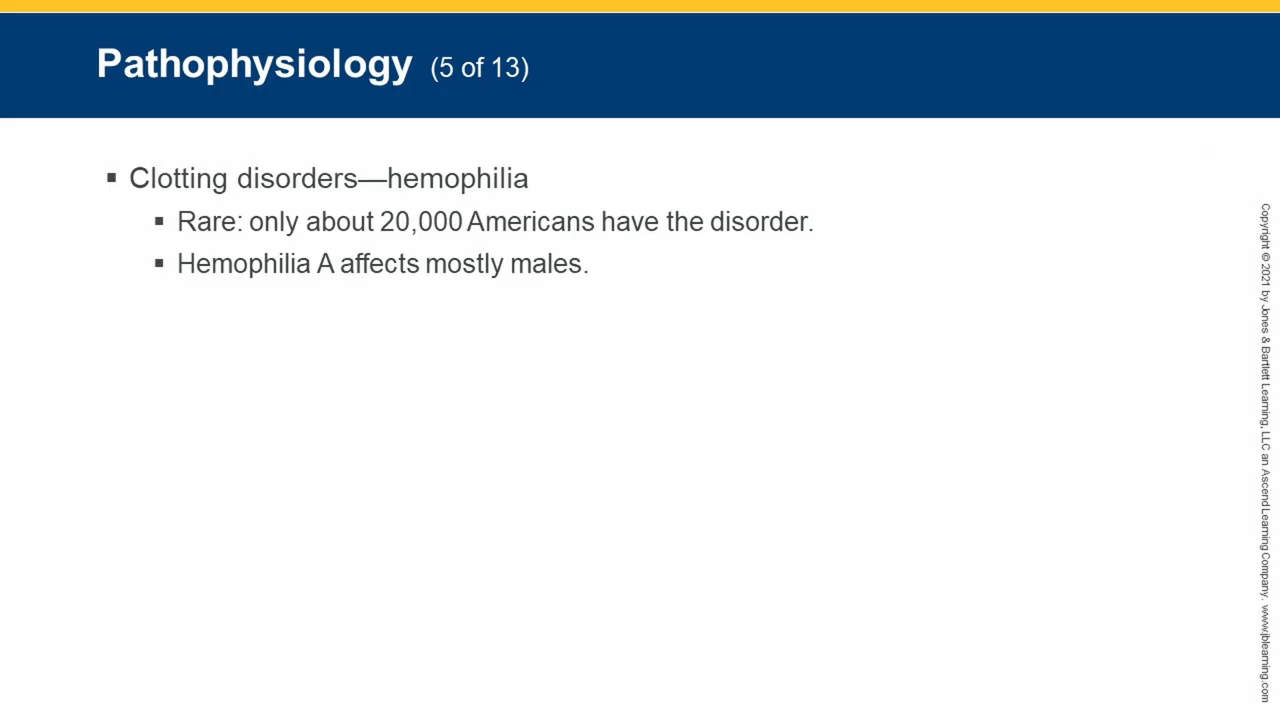 Pathophysiology (5 of 13)
▪ Clotting disorders—hemophilia
▪ Rare: only about 20,000 Americans have the disorder.
▪ Hemophilia A affects mostly males.
Copyright © 2021 by Jones & Bartlett Learning, LLC an Ascend Learning Company. www.jblearning.com